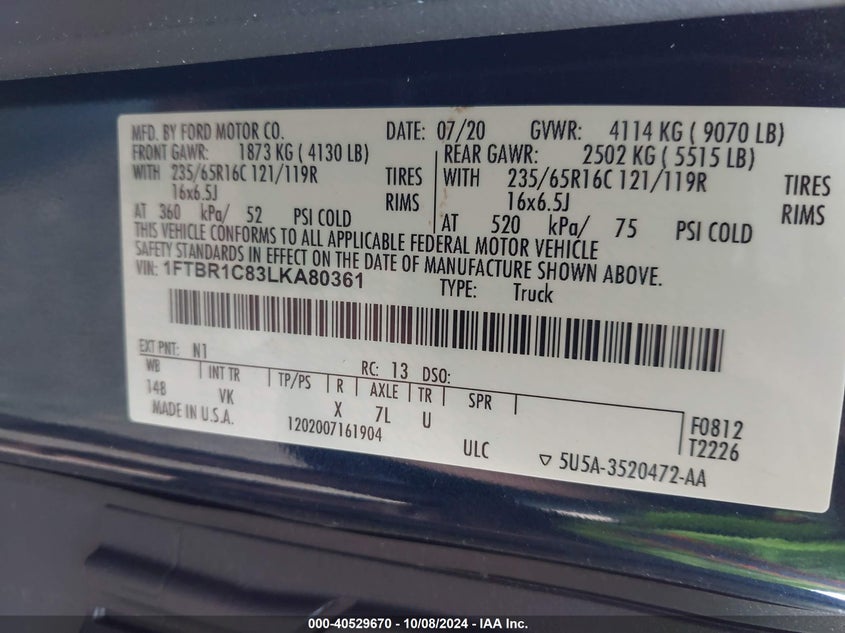 MFD. BY FORD MOTOR CO. DATE: 07/20 GVWR: 4114 KG ( 9070 LB)
FRONT GAWR: 1873 KG ( 4130 LB) REAR GAWR: 2502 KG ( 5515 LB)
WITH 235/65R16C 121/119R TIRES WITH 235/65R16C 121/119R TIRES
16x6.5J RIMS 16x6.5J RIMS
AT 360 kPa/ 52 PSI COLD AT 520 kPa/ 75 PSI COLD
THIS VEHICLE CONFORMS TO ALL APPLICABLE FEDERAL MOTOR VEHICLE
SAFETY STANDARDS IN EFFECT ON THE DATE OF MANUFACTURE SHOWN ABOVE.
VIN: 1FTBR1C83LKA80361 TYPE: Truck
EXT PNT: N1 RC: 13 DSO:
WB INT TR TP/PS R AXLE TR SPR
148 VK X 7L U F0812
MADE IN U.S.A. 1202007161904 ULC T2226
▽ 5U5A-3520472-AA
000-40529670 - 10/08/2024 - IAA Inc.